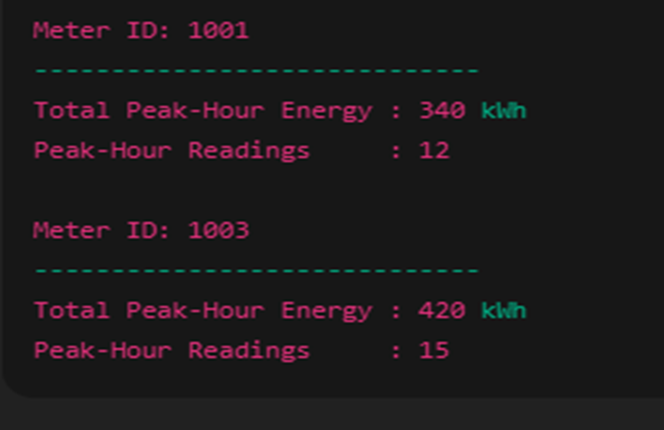 Meter ID: 1001
-----------------------------
Total Peak-Hour Energy : 340 kWh
Peak-Hour Readings     : 12
Meter ID: 1003
-----------------------------
Total Peak-Hour Energy : 420 kWh
Peak-Hour Readings     : 15